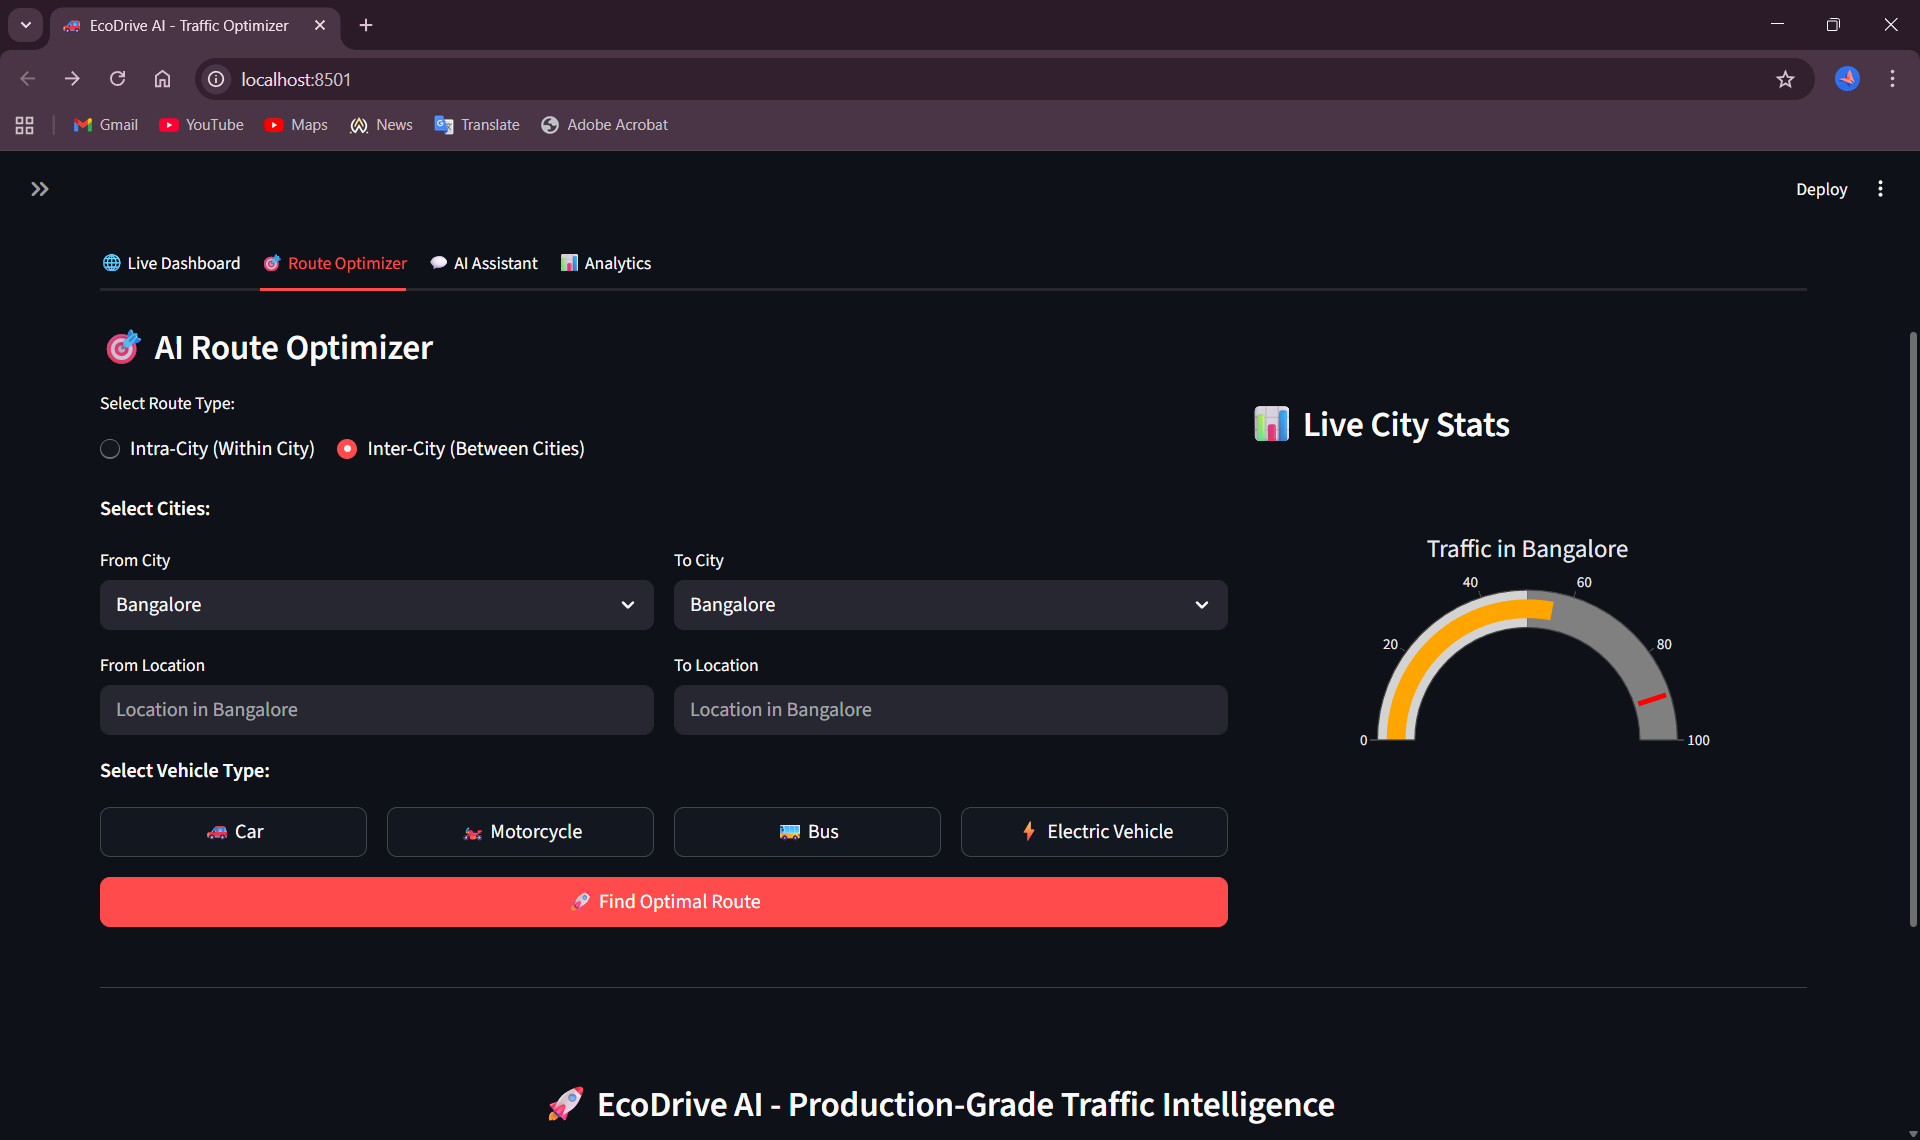 EcoDrive AI - Traffic Optimizer
localhost:8501
Gmail YouTube Maps News Translate Adobe Acrobat
Deploy
Live Dashboard Route Optimizer AI Assistant Analytics
AI Route Optimizer
Select Route Type:
Intra-City (Within City) Inter-City (Between Cities)
Select Cities:
From City To City
Bangalore Bangalore
From Location To Location
Location in Bangalore Location in Bangalore
Select Vehicle Type:
Car Motorcycle Bus Electric Vehicle
Find Optimal Route
Live City Stats
Traffic in Bangalore
40 60
20 80
0 100
EcoDrive AI - Production-Grade Traffic Intelligence